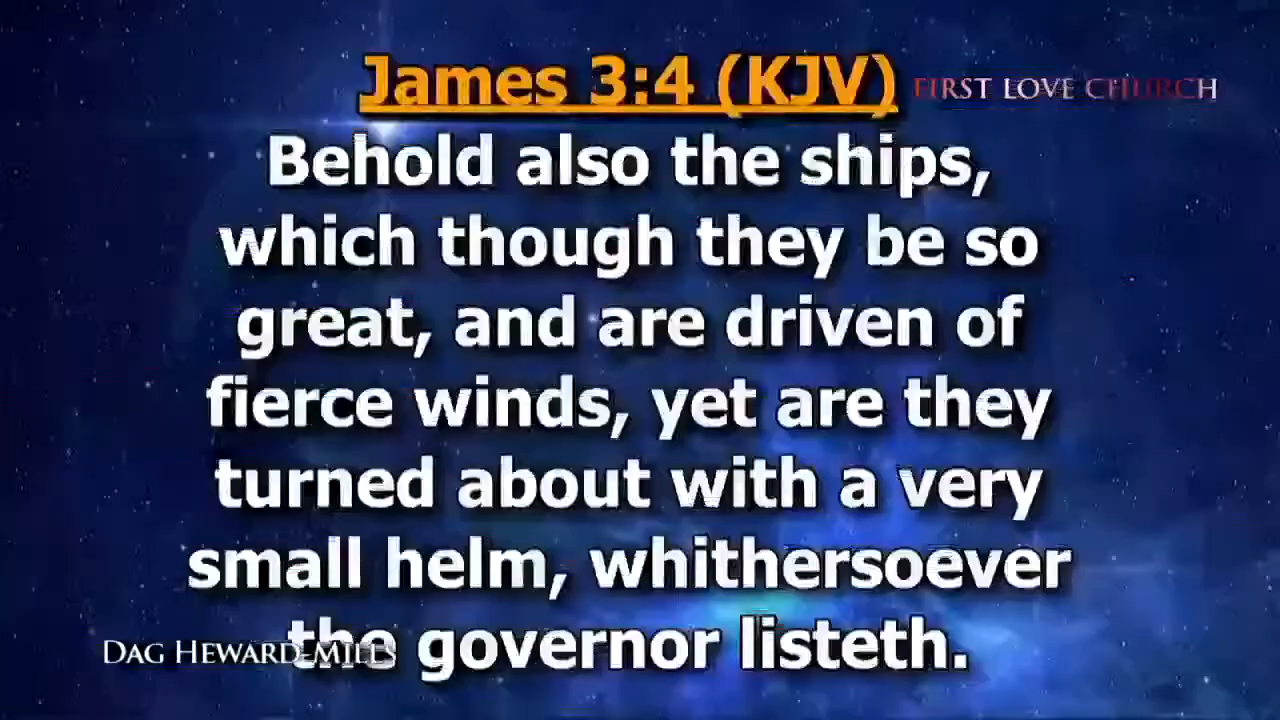 James 3:4 (KJV)
FIRST LOVE CHURCH
Behold also the ships,
which though they be so
great, and are driven of
fierce winds, yet are they
turned about with a very
small helm, whithersoever
the governor listeth.
DAG HEWARD-MILLS